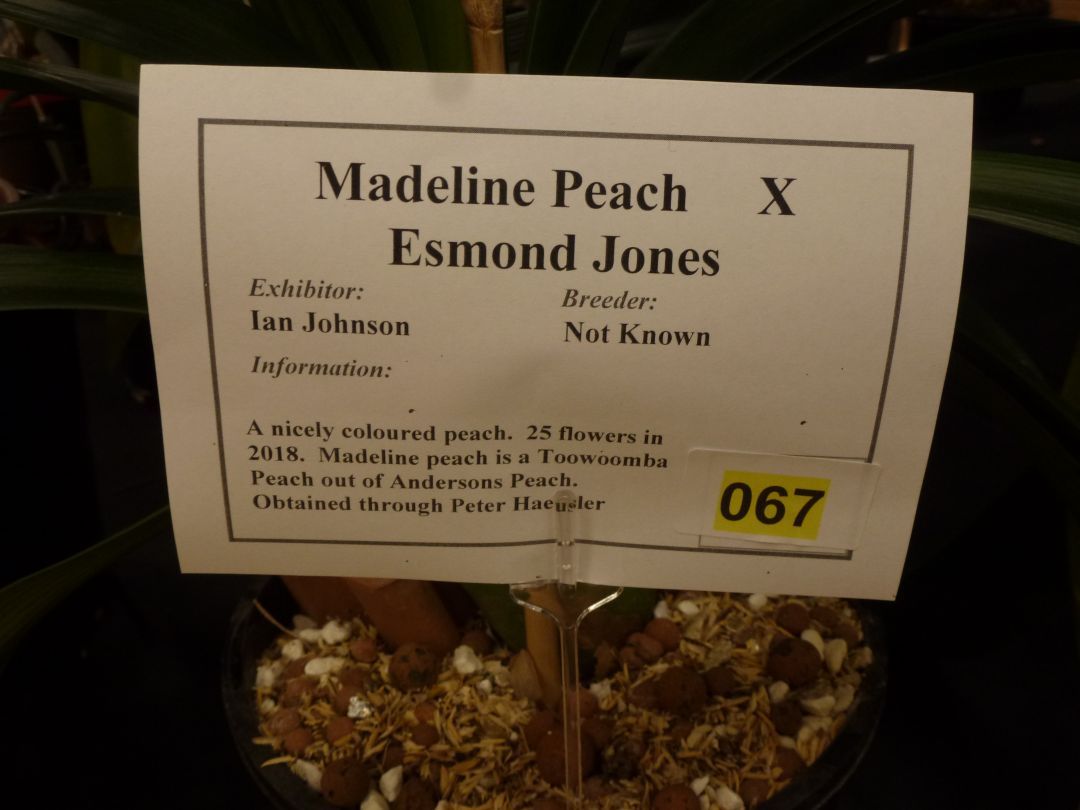 Madeline Peach X
Esmond Jones
Exhibitor: Breeder:
Ian Johnson Not Known
Information:
A nicely coloured peach. 25 flowers in
2018. Madeline peach is a Toowoomba
Peach out of Andersons Peach.
Obtained through Peter Haeusler
067